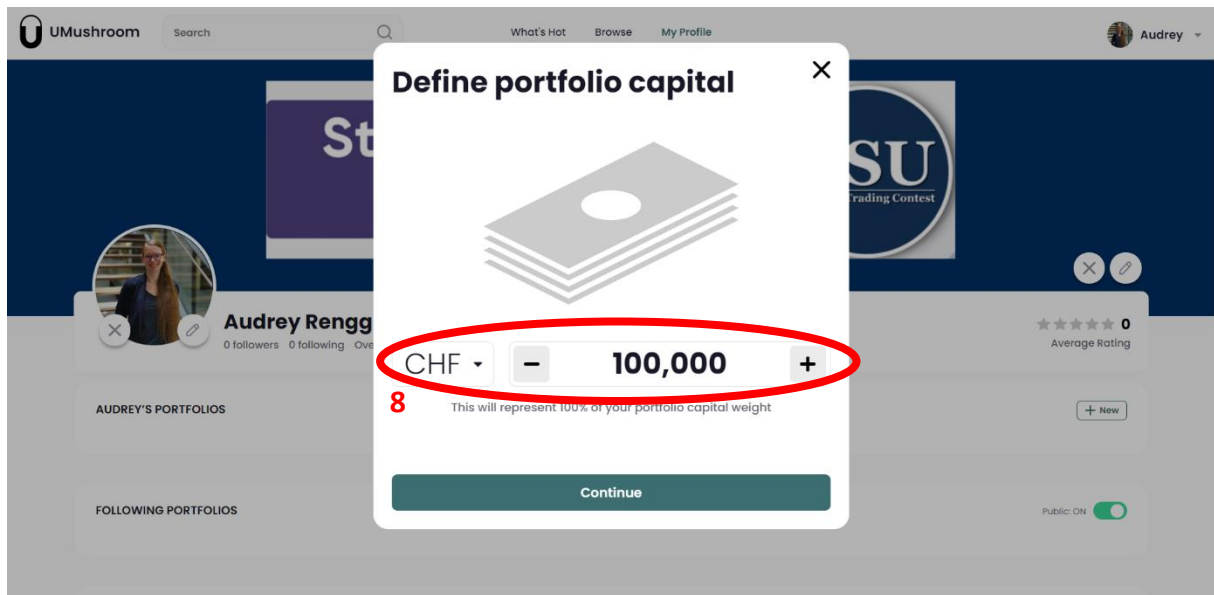 UMushroom
Search
What's Hot
Browse
My Profile
Audrey
Define portfolio capital
St
SU
Trading Contest
Audrey Rengg
0 followers 0 following
0
Average Rating
CHF
100,000
8
This will represent 100% of your portfolio capital weight
AUDREY'S PORTFOLIOS
+ New
Continue
FOLLOWING PORTFOLIOS
Public: ON